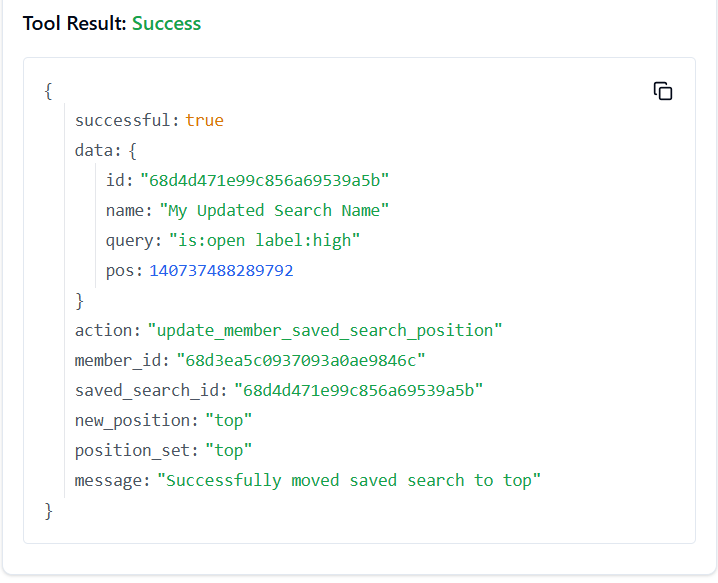 Tool Result: Success
{
successful: true
data: {
id: "68d4d471e99c856a69539a5b"
name: "My Updated Search Name"
query: "is:open label:high"
pos: 140737488289792
}
action: "update_member_saved_search_position"
member_id: "68d3ea5c0937093a0ae9846c"
saved_search_id: "68d4d471e99c856a69539a5b"
new_position: "top"
position_set: "top"
message: "Successfully moved saved search to top"
}